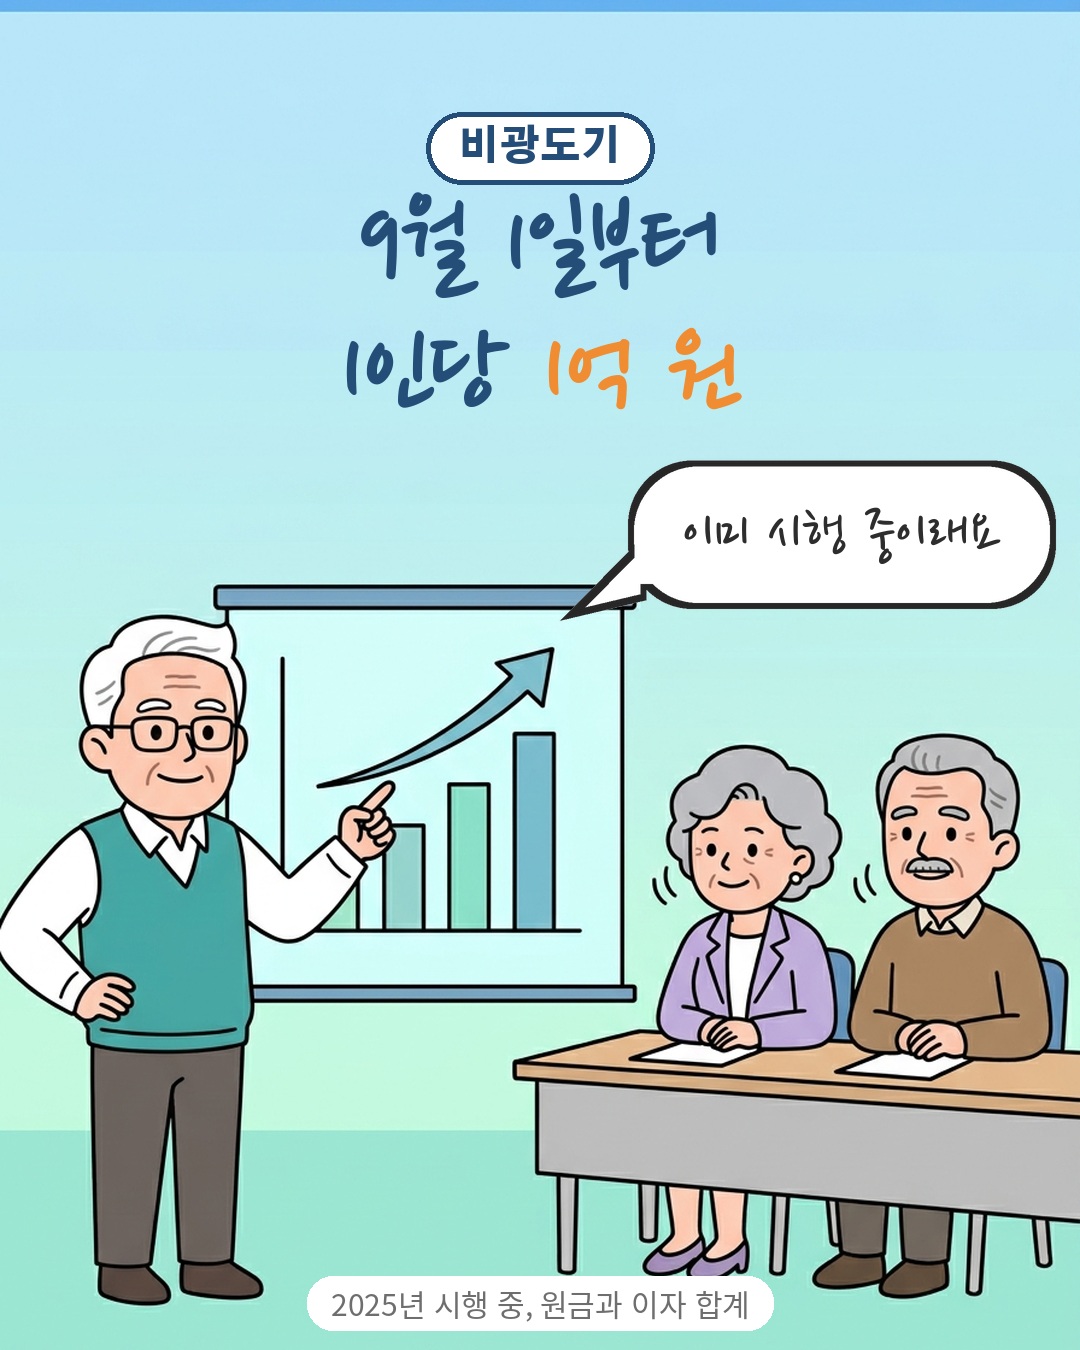 비광도기
9월 1일부터
1인당 1억 원
이미 시행 중이래요
2025년 시행 중, 원금과 이자 합계